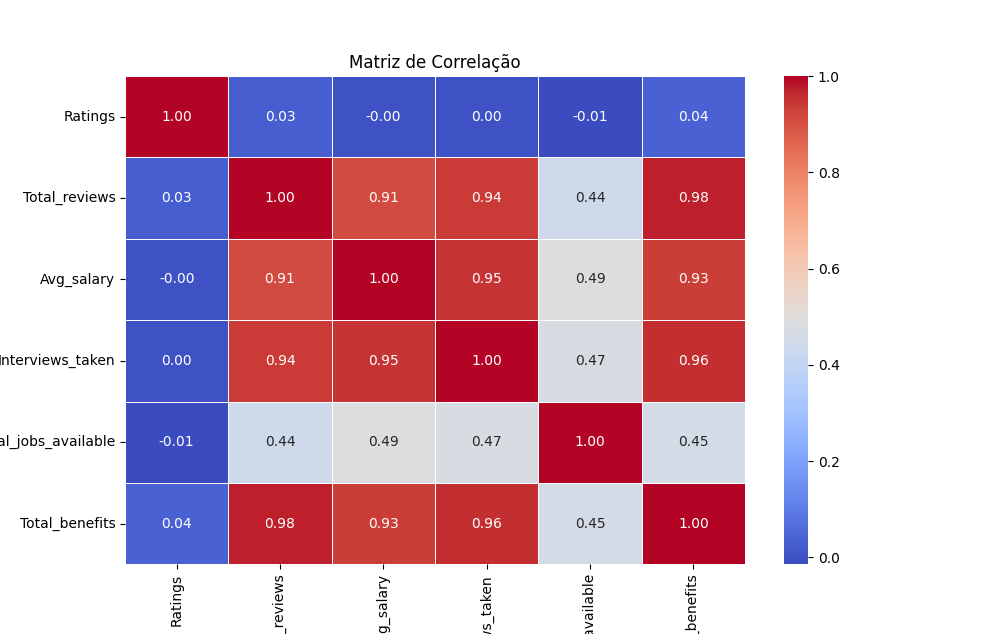 Matriz de Correlação
Ratings 1.00 0.03 -0.00 0.00 -0.01 0.04
Total_reviews 0.03 1.00 0.91 0.94 0.44 0.98
Avg_salary -0.00 0.91 1.00 0.95 0.49 0.93
Interviews_taken 0.00 0.94 0.95 1.00 0.47 0.96
al_jobs_available -0.01 0.44 0.49 0.47 1.00 0.45
Total_benefits 0.04 0.98 0.93 0.96 0.45 1.00
Ratings
_reviews
g_salary
ws_taken
available
_benefits
1.0
0.8
0.6
0.4
0.2
0.0